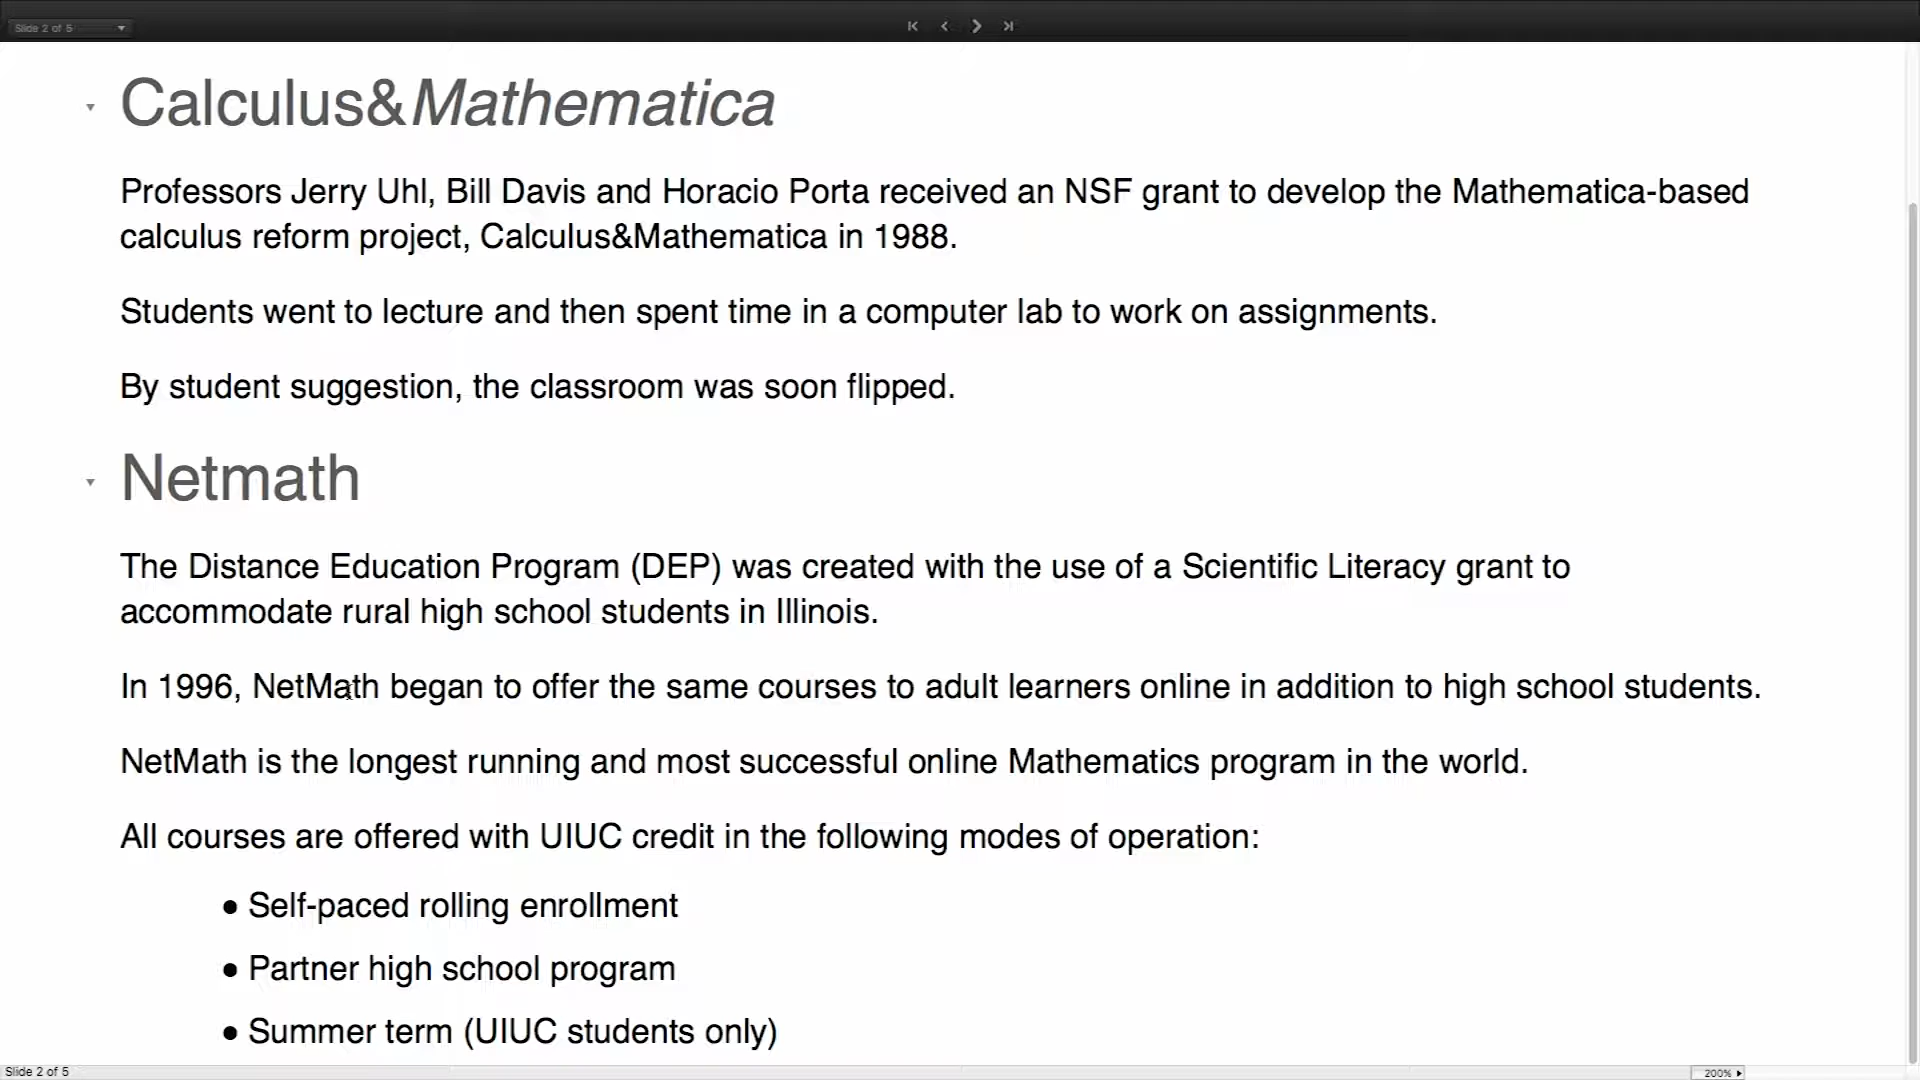 Slide 2 of 5
Calculus&Mathematica
Professors Jerry Uhl, Bill Davis and Horacio Porta received an NSF grant to develop the Mathematica-based
calculus reform project, Calculus&Mathematica in 1988.
Students went to lecture and then spent time in a computer lab to work on assignments.
By student suggestion, the classroom was soon flipped.
Netmath
The Distance Education Program (DEP) was created with the use of a Scientific Literacy grant to
accommodate rural high school students in Illinois.
In 1996, NetMath began to offer the same courses to adult learners online in addition to high school students.
NetMath is the longest running and most successful online Mathematics program in the world.
All courses are offered with UIUC credit in the following modes of operation:
● Self-paced rolling enrollment
● Partner high school program
● Summer term (UIUC students only)
Slide 2 of 5
200%